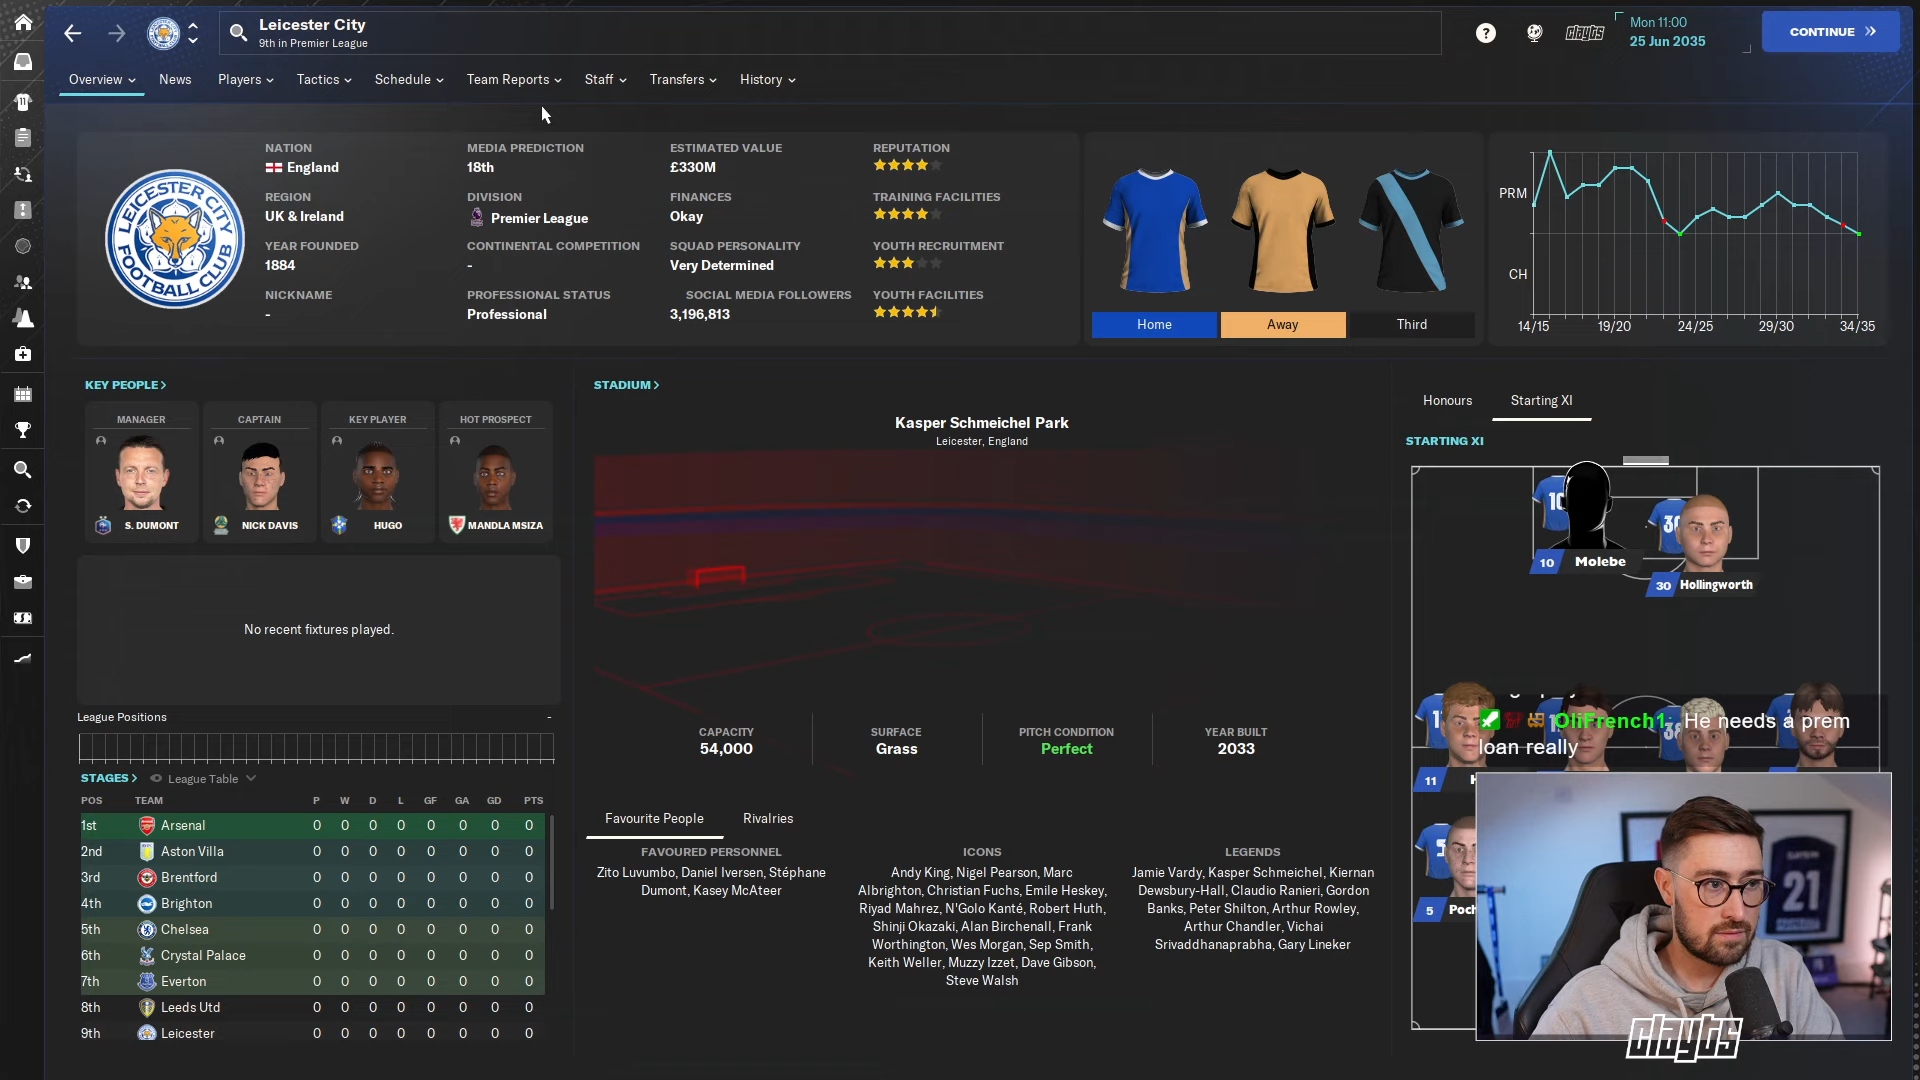 Leicester City
9th in Premier League
Mon 11:00
25 Jun 2035
CONTINUE
clayts
Overview News Players Tactics Schedule Team Reports Staff Transfers History
NATION
England
REGION
UK & Ireland
YEAR FOUNDED
1884
NICKNAME
-
MEDIA PREDICTION
18th
DIVISION
Premier League
CONTINENTAL COMPETITION
-
PROFESSIONAL STATUS
Professional
ESTIMATED VALUE
£330M
FINANCES
Okay
SQUAD PERSONALITY
Very Determined
SOCIAL MEDIA FOLLOWERS
3,196,813
REPUTATION
TRAINING FACILITIES
YOUTH RECRUITMENT
YOUTH FACILITIES
LEICESTER CITY
FOOTBALL CLUB
Home Away Third
PRM
CH
14/15 19/20 24/25 29/30 34/35
KEY PEOPLE >
MANAGER
S. DUMONT
CAPTAIN
NICK DAVIS
KEY PLAYER
HUGO
HOT PROSPECT
MANDLA MSIZA
No recent fixtures played.
League Positions -
STAGES > League Table
POS TEAM P W D L GF GA GD PTS
1st Arsenal 0 0 0 0 0 0 0 0
2nd Aston Villa 0 0 0 0 0 0 0 0
3rd Brentford 0 0 0 0 0 0 0 0
4th Brighton 0 0 0 0 0 0 0 0
5th Chelsea 0 0 0 0 0 0 0 0
6th Crystal Palace 0 0 0 0 0 0 0 0
7th Everton 0 0 0 0 0 0 0 0
8th Leeds Utd 0 0 0 0 0 0 0 0
9th Leicester 0 0 0 0 0 0 0 0
STADIUM >
Kasper Schmeichel Park
Leicester, England
CAPACITY
54,000
SURFACE
Grass
PITCH CONDITION
Perfect
YEAR BUILT
2033
Favourite People Rivalries
FAVOURED PERSONNEL
Zito Luvumbo, Daniel Iversen, Stéphane
Dumont, Kasey McAteer
ICONS
Andy King, Nigel Pearson, Marc
Albrighton, Christian Fuchs, Emile Heskey,
Riyad Mahrez, N'Golo Kanté, Robert Huth,
Shinji Okazaki, Alan Birchenall, Frank
Worthington, Wes Morgan, Sep Smith,
Keith Weller, Muzzy Izzet, Dave Gibson,
Steve Walsh
LEGENDS
Jamie Vardy, Kasper Schmeichel, Kiernan
Dewsbury-Hall, Claudio Ranieri, Gordon
Banks, Peter Shilton, Arthur Rowley,
Arthur Chandler, Vichai
Srivaddhanaprabha, Gary Lineker
Honours Starting XI
STARTING XI
10 Molebe
30 Hollingworth
OliFrench1: He needs a prem
loan really
11
5 Poch
21
clayts